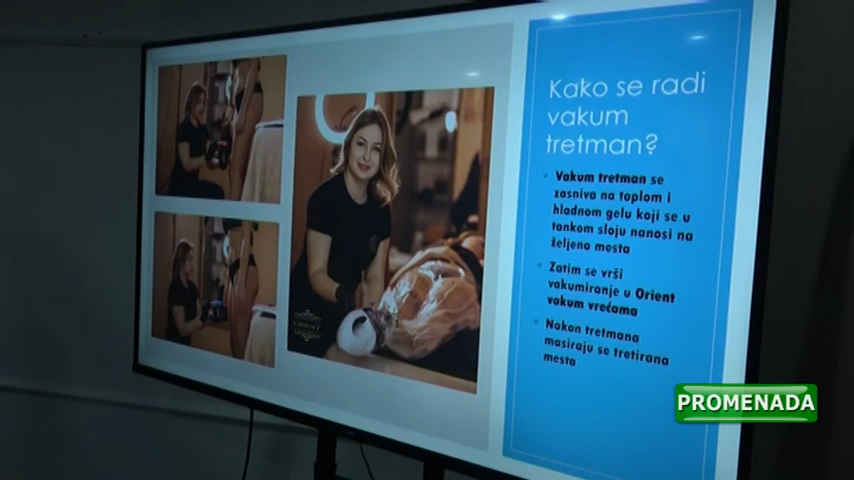 Kako se radi
vakum
tretman?
Vakum tretman se
zasniva na toplom i
hladnom gelu koji se u
tankom sloju nanosi na
željena mesta
Zatim se vrši
vakumiranje u Orient
vakum vrećama
Nakon tretmana
masiraju se tretirana
mesta
PROMENADA